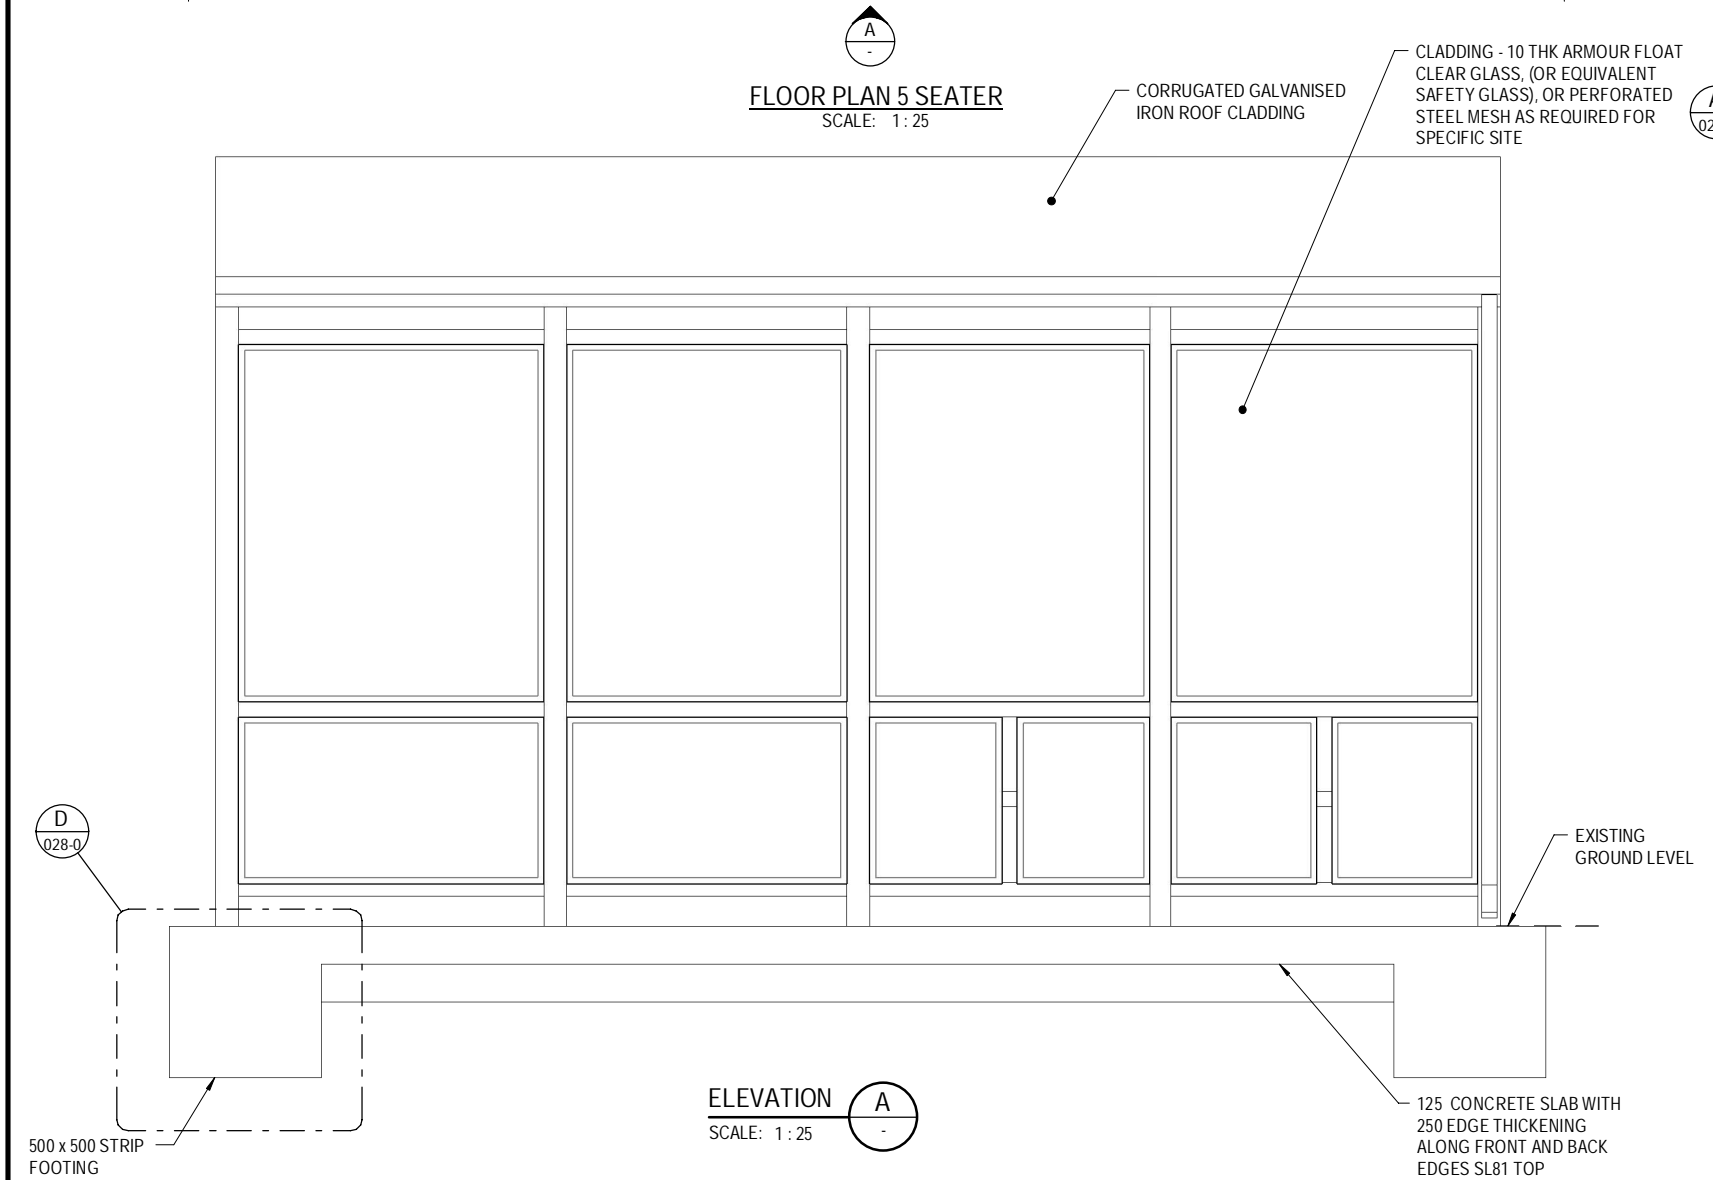 A
-
FLOOR PLAN 5 SEATER
SCALE: 1 : 25
CORRUGATED GALVANISED
IRON ROOF CLADDING
CLADDING - 10 THK ARMOUR FLOAT
CLEAR GLASS, (OR EQUIVALENT
SAFETY GLASS), OR PERFORATED
STEEL MESH AS REQUIRED FOR
SPECIFIC SITE
D
028-0
EXISTING
GROUND LEVEL
ELEVATION
SCALE: 1 : 25
A
-
500 x 500 STRIP
FOOTING
125 CONCRETE SLAB WITH
250 EDGE THICKENING
ALONG FRONT AND BACK
EDGES SL81 TOP